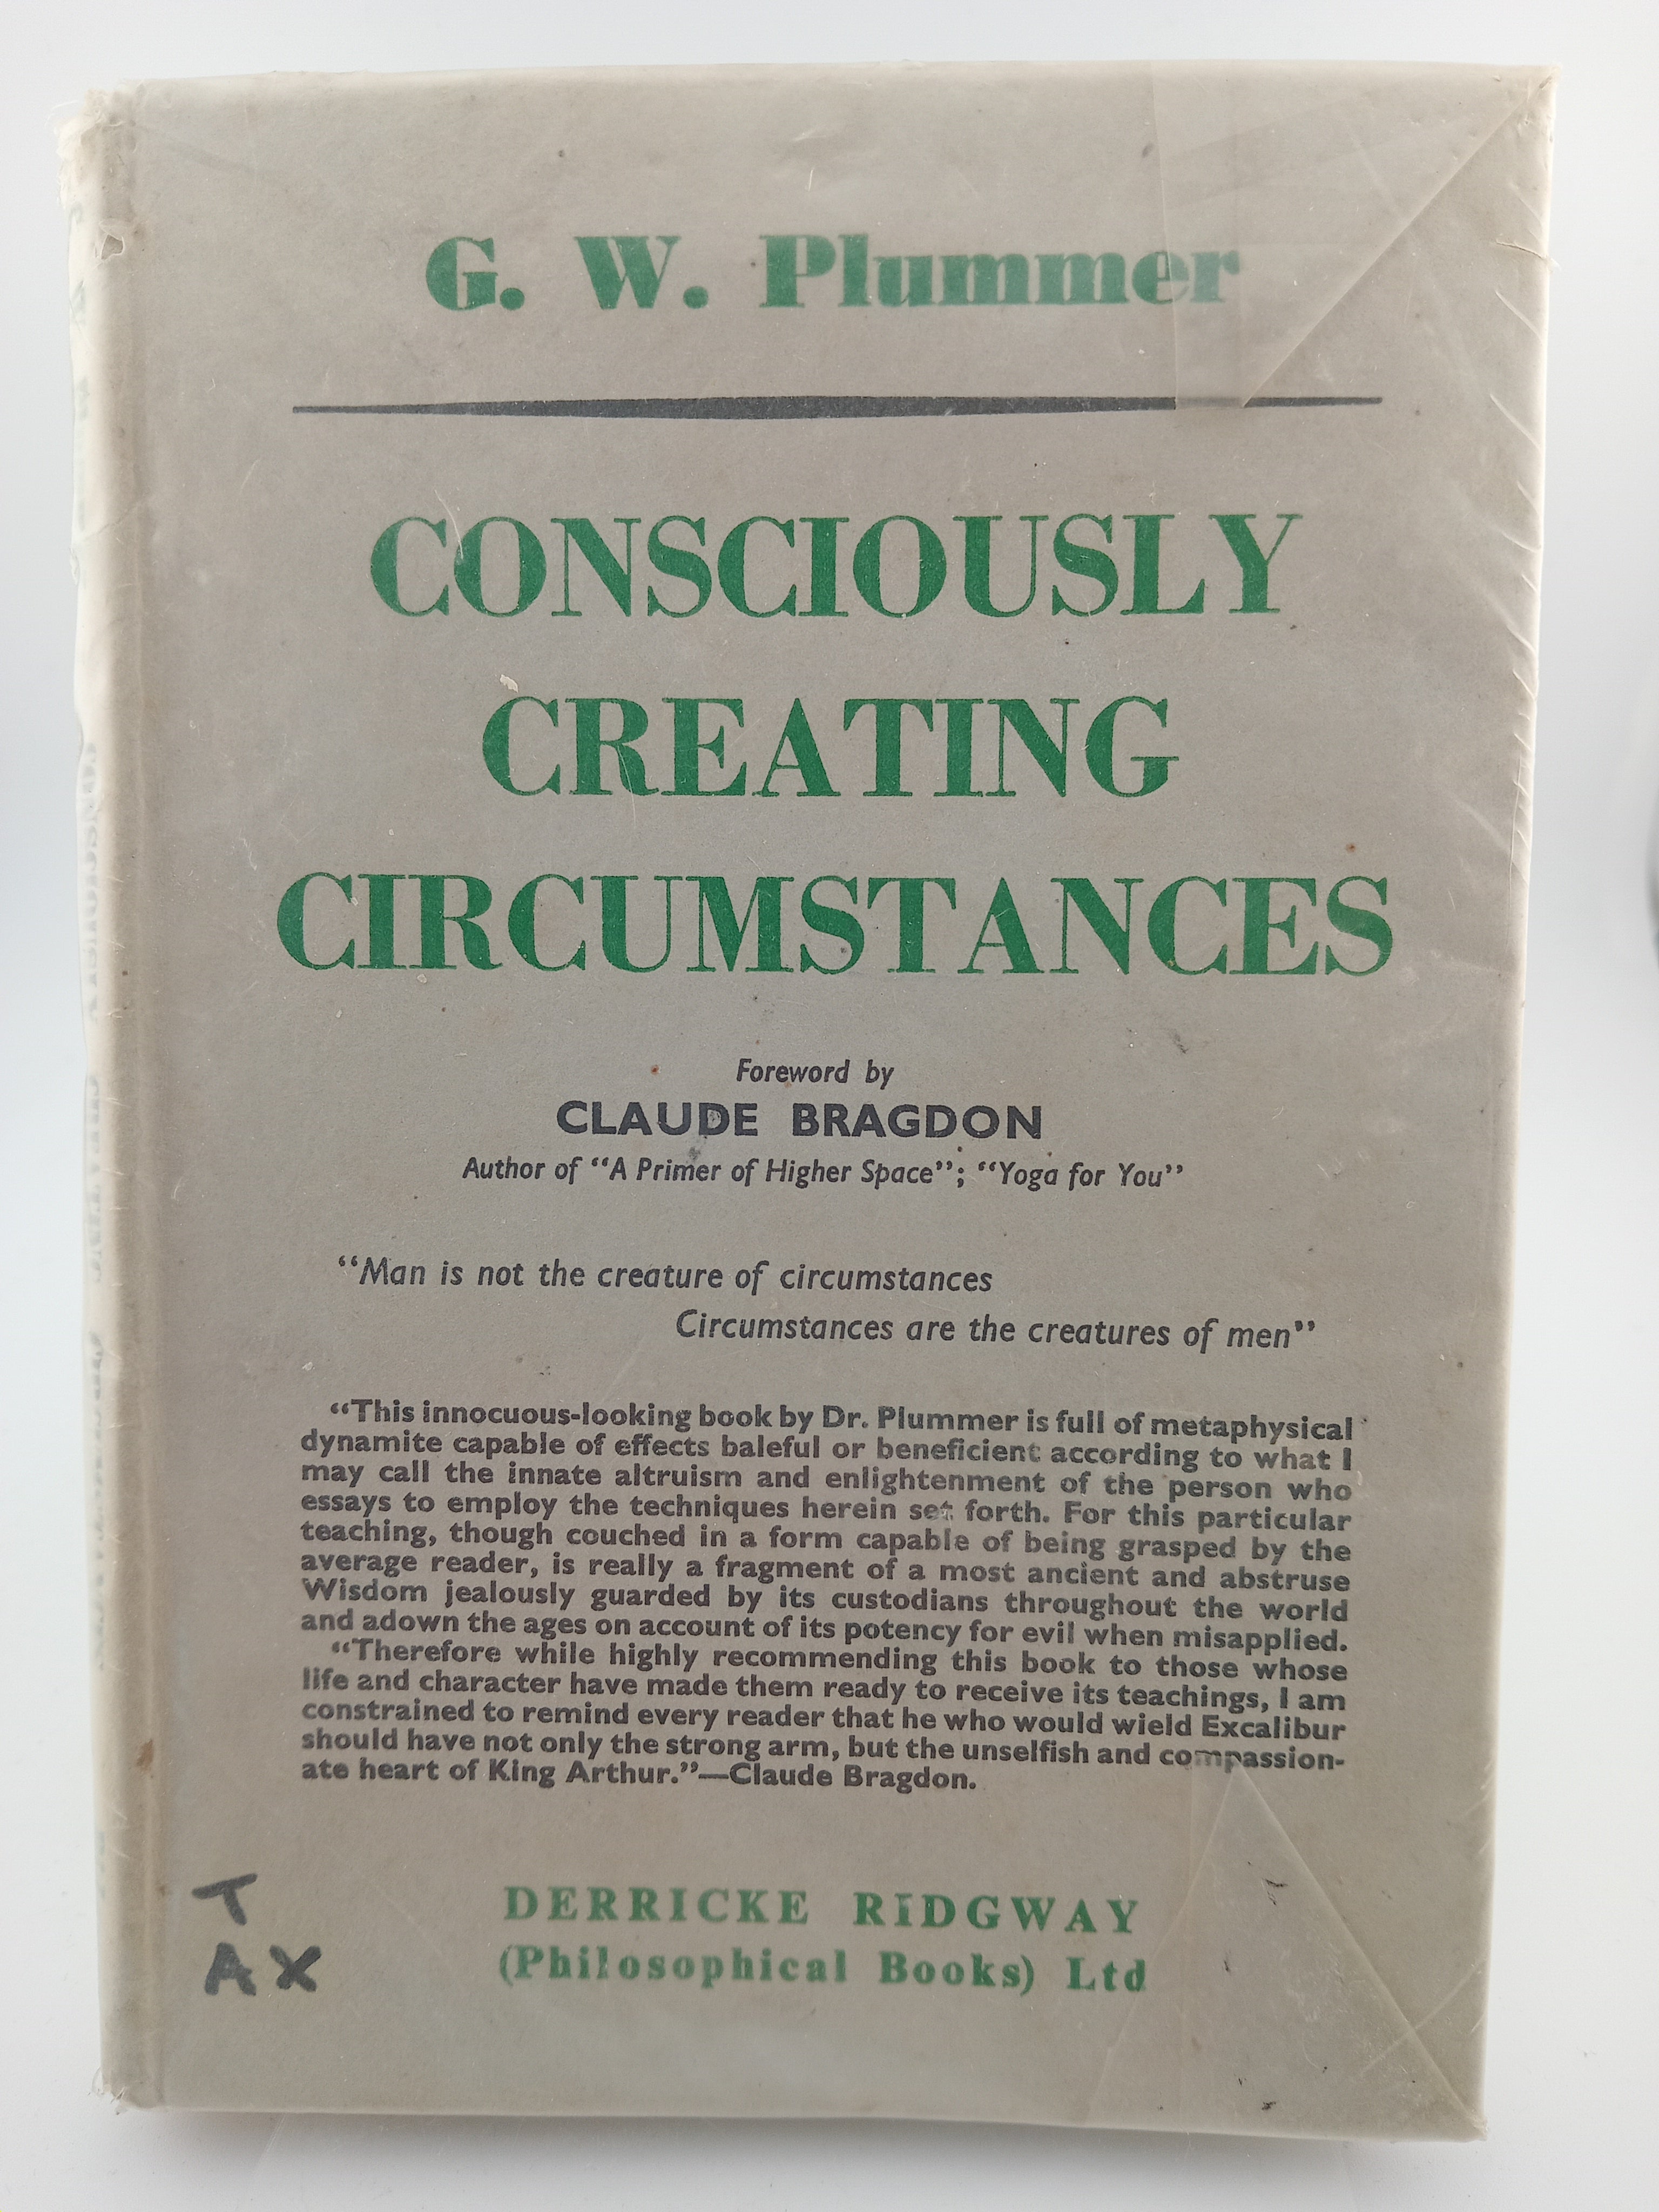 G. W. Plummer
CONSCIOUSLY
CREATING
CIRCUMSTANCES
Foreword by
CLAUDE BRAGDON
Author of “A Primer of Higher Space”; “Yoga for You”
“Man is not the creature of circumstances
Circumstances are the creatures of men”
“This innocuous-looking book by Dr. Plummer is full of metaphysical
dynamite capable of effects baleful or beneficient according to what I
may call the innate altruism and enlightenment of the person who
essays to employ the techniques herein set forth. For this particular
teaching, though couched in a form capable of being grasped by the
average reader, is really a fragment of a most ancient and abstruse
Wisdom jealously guarded by its custodians throughout the world
and adown the ages on account of its potency for evil when misapplied.
“Therefore while highly recommending this book to those whose
life and character have made them ready to receive its teachings, I am
constrained to remind every reader that he who would wield Excalibur
should have not only the strong arm, but the unselfish and compassion-
ate heart of King Arthur.”—Claude Bragdon.
T
AX
DERRICKE RIDGWAY
(Philosophical Books) Ltd